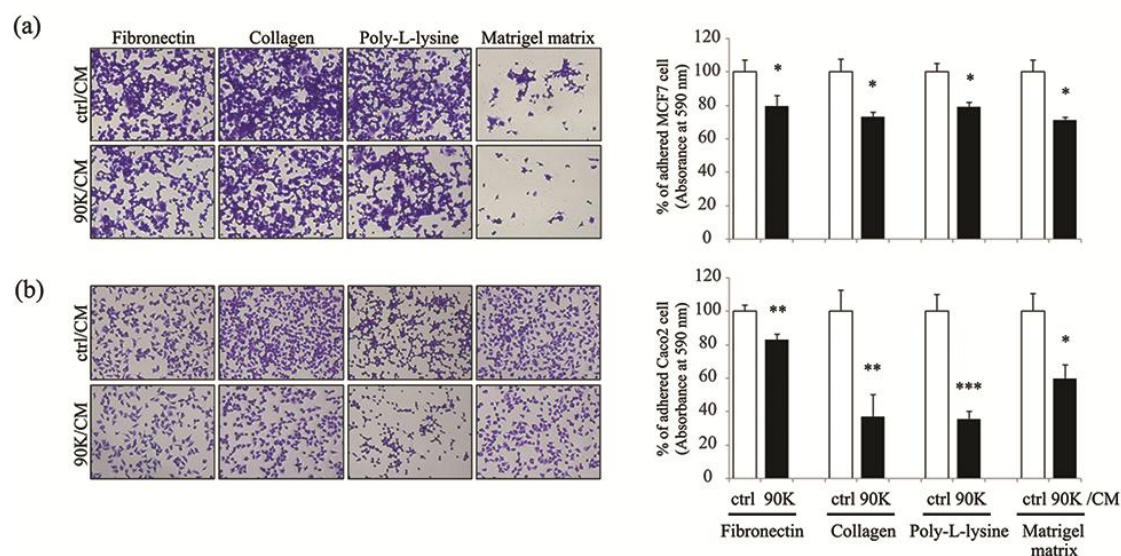 (a)
Fibronectin Collagen Poly-L-lysine Matrigel matrix
ctrl/CM
90K/CM
% of adhered MCF7 cell
(Absorance at 590 nm)
120
100
80
60
40
20
0
* * * *
(b)
ctrl/CM
90K/CM
% of adhered Caco2 cell
(Absorbance at 590 nm)
120
100
80
60
40
20
0
** ** *** *
ctrl 90K ctrl 90K ctrl 90K ctrl 90K /CM
Fibronectin Collagen Poly-L-lysine Matrigel
matrix